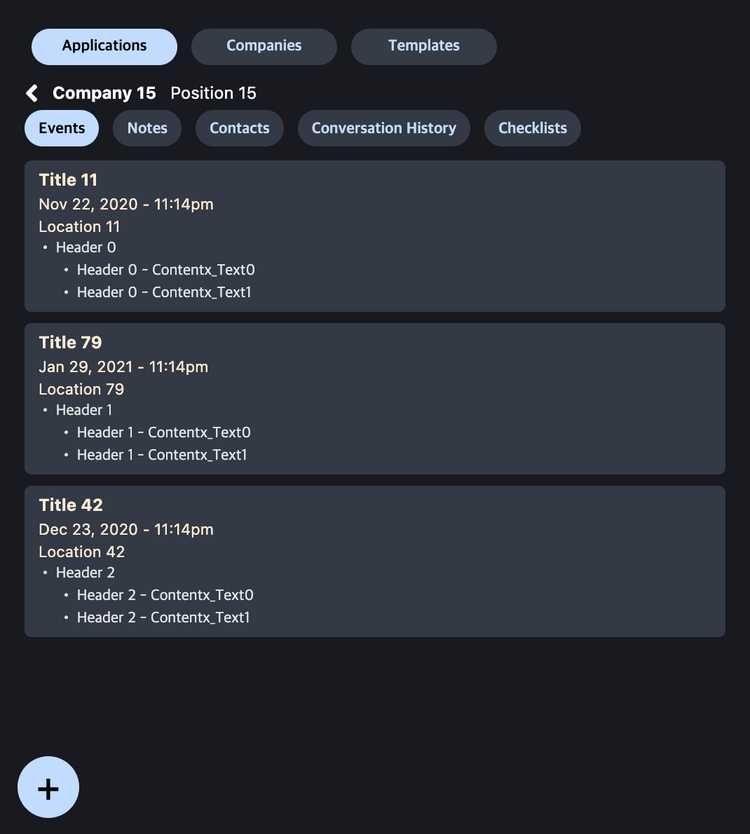 Applications Companies Templates
Company 15 Position 15
Events Notes Contacts Conversation History Checklists
Title 11
Nov 22, 2020 - 11:14pm
Location 11
• Header 0
• Header 0 - Contentx_Text0
• Header 0 - Contentx_Text1
Title 79
Jan 29, 2021 - 11:14pm
Location 79
• Header 1
• Header 1 - Contentx_Text0
• Header 1 - Contentx_Text1
Title 42
Dec 23, 2020 - 11:14pm
Location 42
• Header 2
• Header 2 - Contentx_Text0
• Header 2 - Contentx_Text1
+